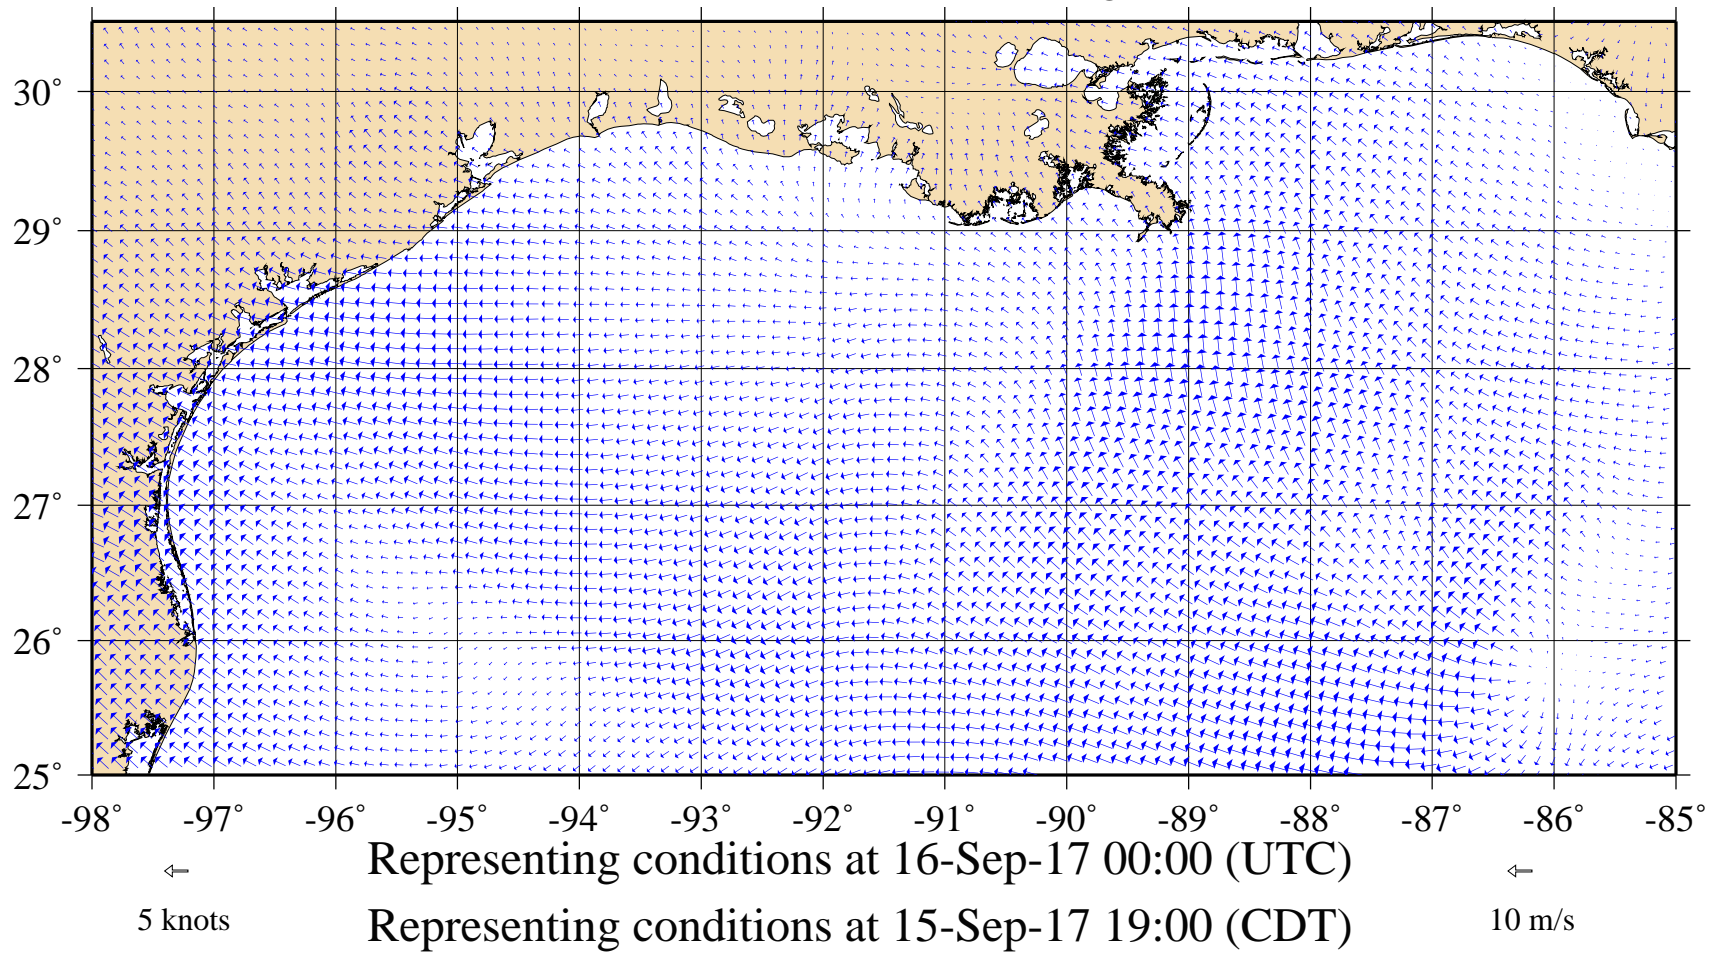 30°
29°
28°
27°
26°
25°
-98° -97° -96° -95° -94° -93° -92° -91° -90° -89° -88° -87° -86° -85°
Representing conditions at 16-Sep-17 00:00 (UTC)
5 knots 10 m/s
Representing conditions at 15-Sep-17 19:00 (CDT)